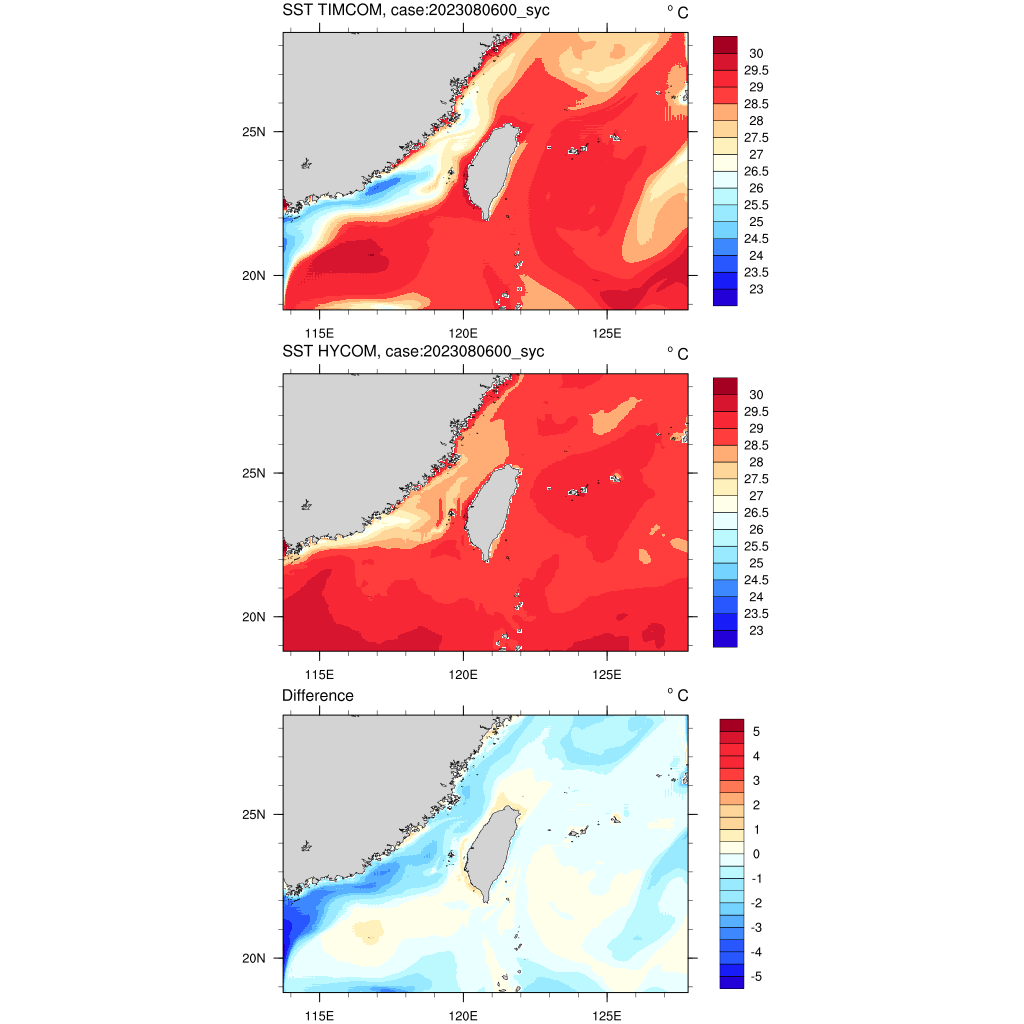 SST TIMCOM, case:2023080600_syc
° C
30
29.5
29
28.5
28
27.5
27
26.5
26
25.5
25
24.5
24
23.5
23
25N
20N
115E 120E 125E
SST HYCOM, case:2023080600_syc
° C
30
29.5
29
28.5
28
27.5
27
26.5
26
25.5
25
24.5
24
23.5
23
25N
20N
115E 120E 125E
Difference
° C
5
4
3
2
1
0
-1
-2
-3
-4
-5
25N
20N
115E 120E 125E